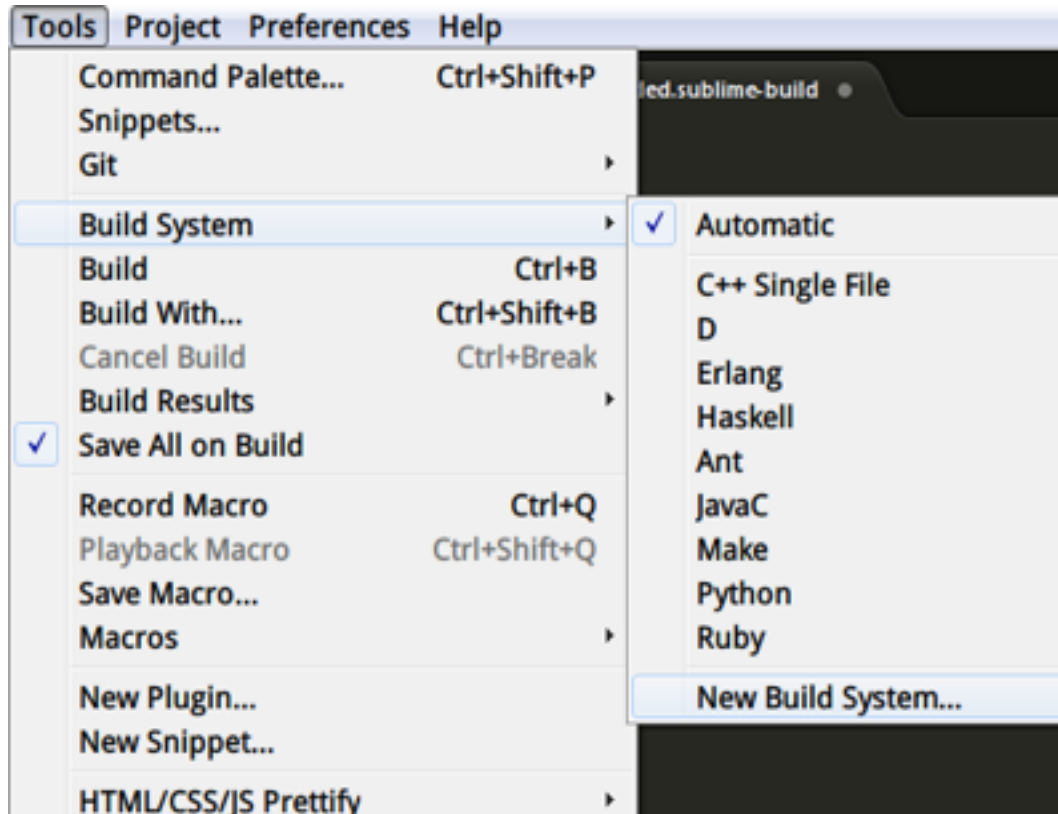 Tools Project Preferences Help
led.sublime-build
Command Palette... Ctrl+Shift+P
Snippets...
Git
Build System
Build Ctrl+B
Build With... Ctrl+Shift+B
Cancel Build Ctrl+Break
Build Results
Save All on Build
Record Macro Ctrl+Q
Playback Macro Ctrl+Shift+Q
Save Macro...
Macros
New Plugin...
New Snippet...
HTML/CSS/JS Prettify
Automatic
C++ Single File
D
Erlang
Haskell
Ant
JavaC
Make
Python
Ruby
New Build System...